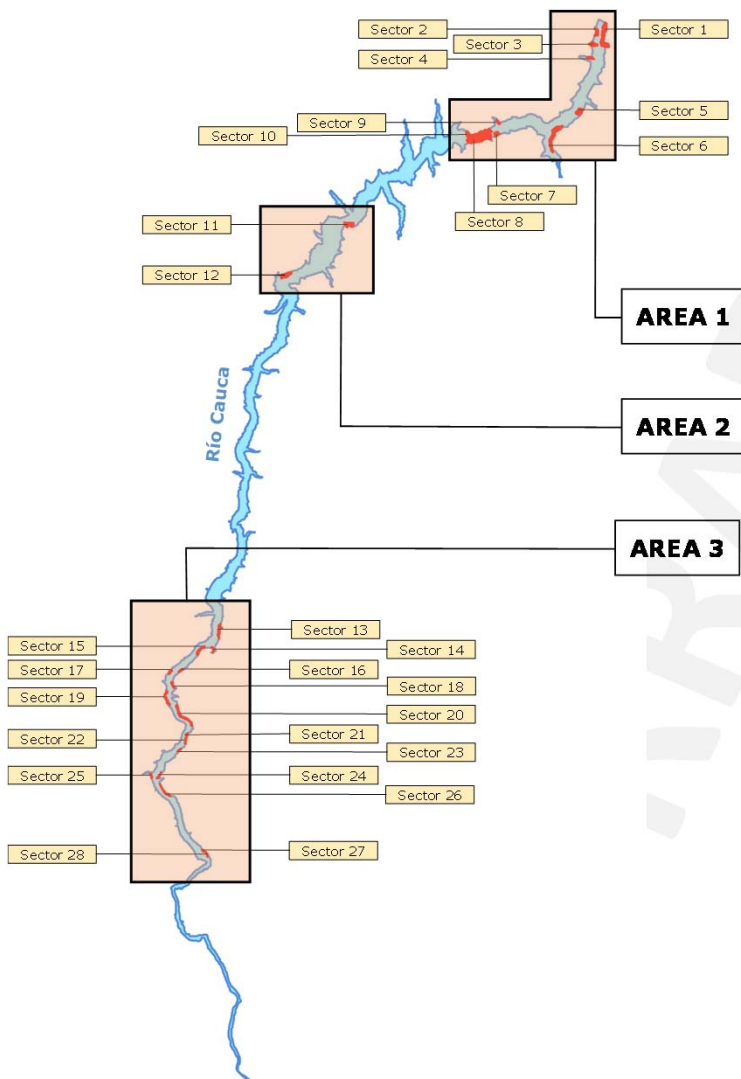 Sector 2
Sector 1
Sector 3
Sector 4
Sector 5
Sector 9
Sector 10
Sector 6
Sector 7
Sector 8
Sector 11
Sector 12
AREA 1
AREA 2
Río Cauca
AREA 3
Sector 13
Sector 15
Sector 14
Sector 17
Sector 16
Sector 18
Sector 19
Sector 20
Sector 21
Sector 22
Sector 23
Sector 25
Sector 24
Sector 26
Sector 27
Sector 28